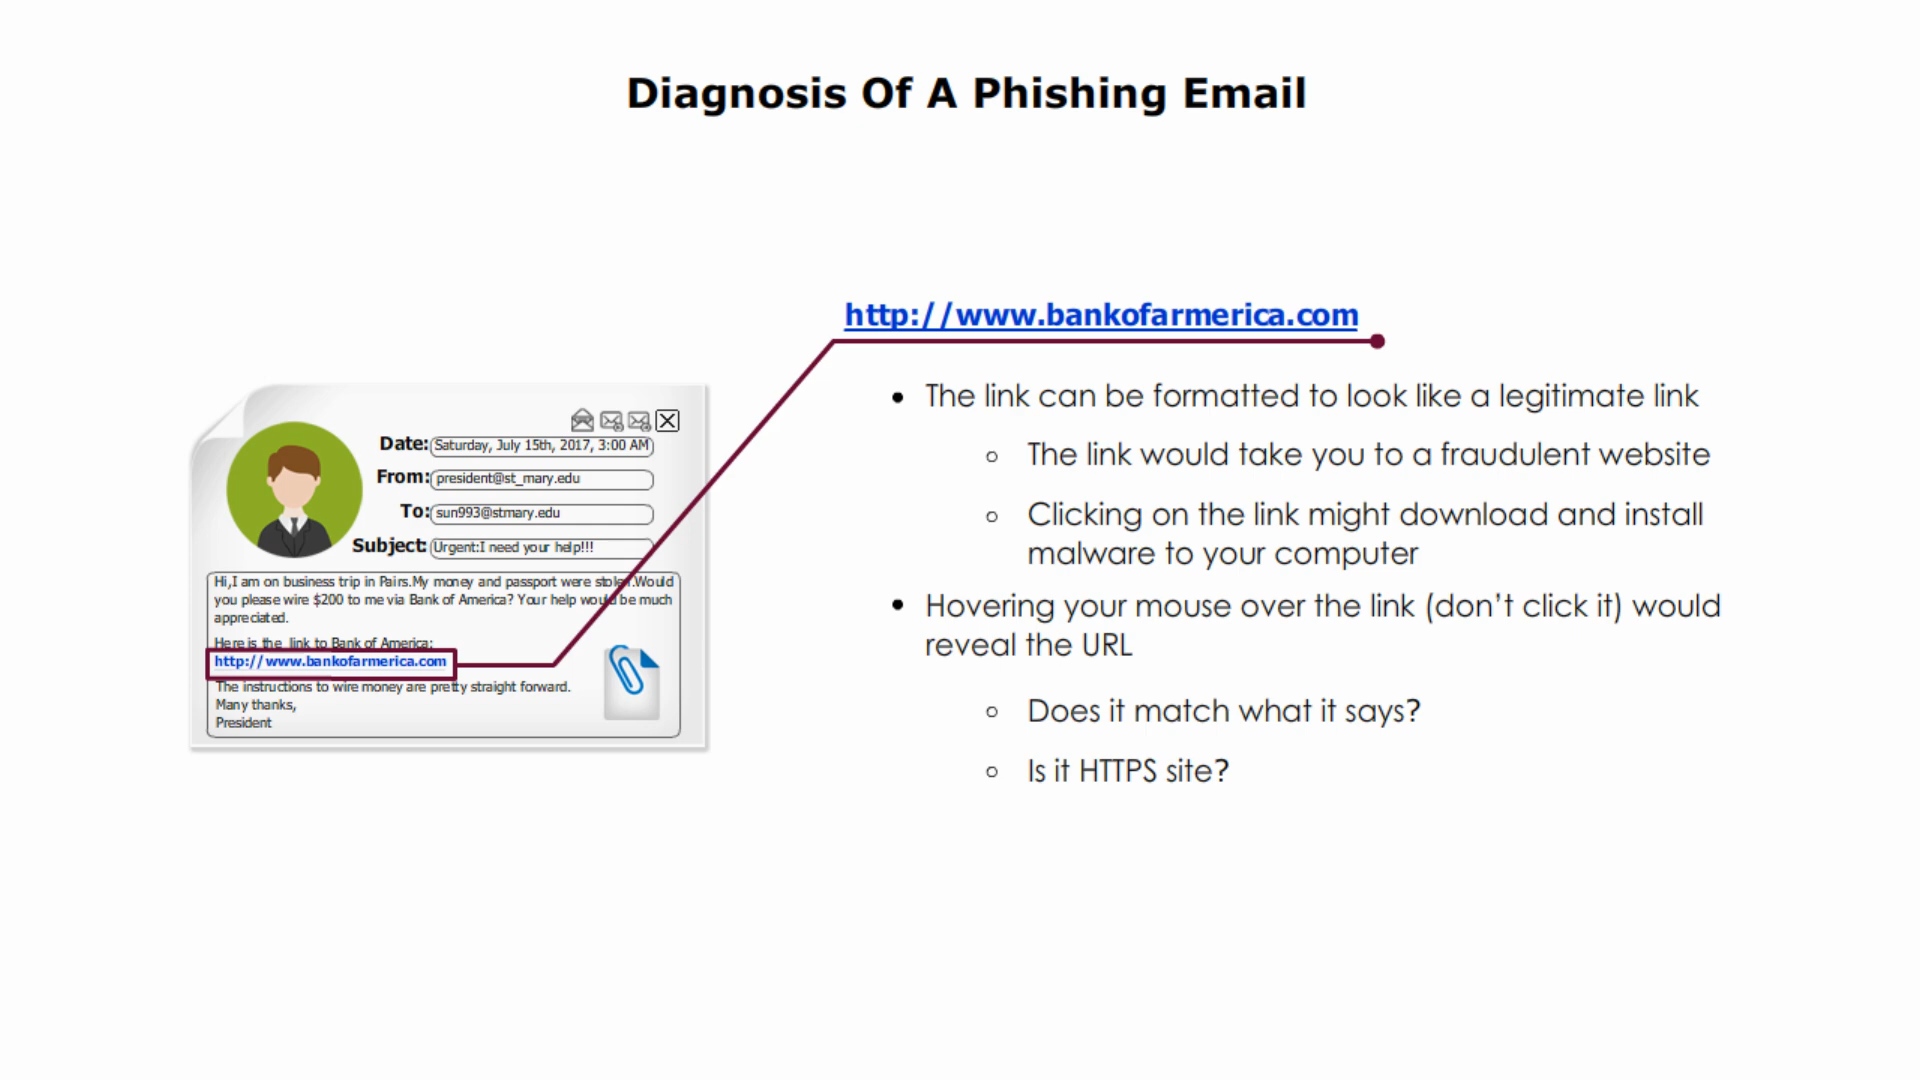 Diagnosis Of A Phishing Email
http://www.bankofarmerica.com
• The link can be formatted to look like a legitimate link
○ The link would take you to a fraudulent website
○ Clicking on the link might download and install
malware to your computer
• Hovering your mouse over the link (don't click it) would
reveal the URL
○ Does it match what it says?
○ Is it HTTPS site?
Date: Saturday, July 15th, 2017, 3:00 AM
From: president@st_mary.edu
To: sun993@stmary.edu
Subject: Urgent:I need your help!!!
Hi,I am on business trip in Pairs.My money and passport were stolen.Would
you please wire $200 to me via Bank of America? Your help would be much
appreciated.
Here is the link to Bank of America:
http://www.bankofarmerica.com
The instructions to wire money are pretty straight forward.
Many thanks,
President